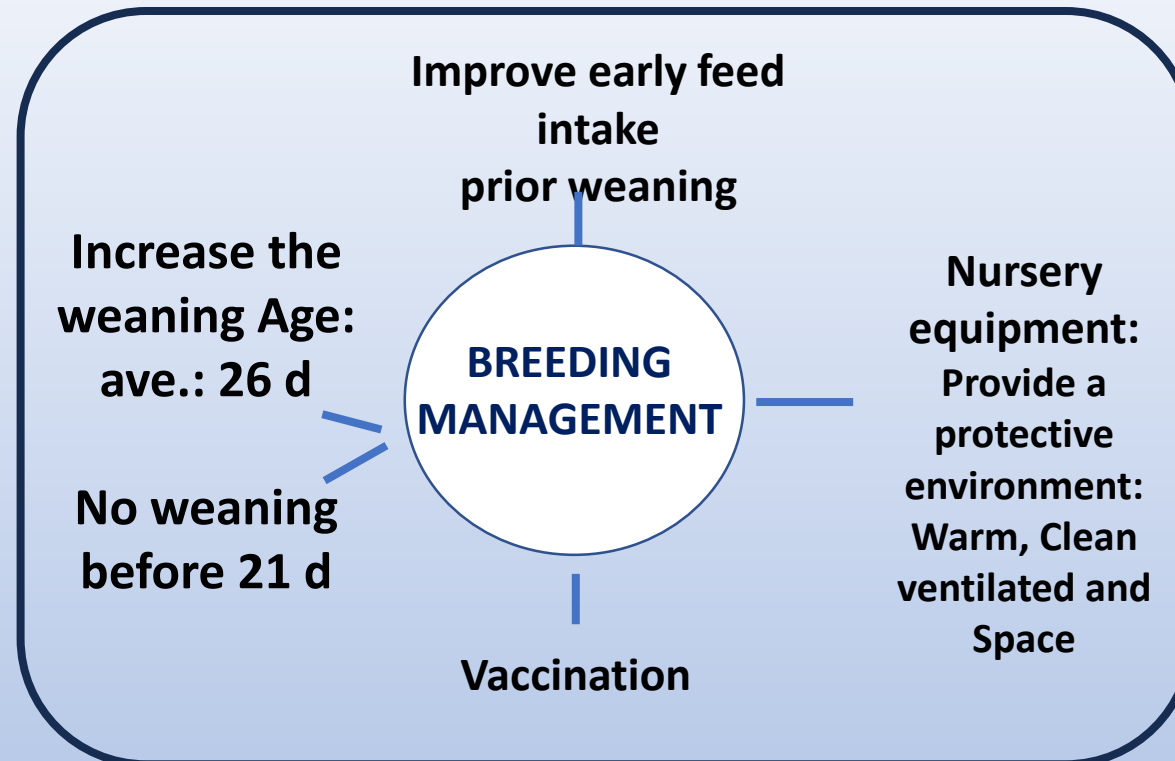 Improve early feed
intake
prior weaning
Increase the
weaning Age:
ave.: 26 d
No weaning
before 21 d
BREEDING
MANAGEMENT
Nursery
equipment:
Provide a
protective
environment:
Warm, Clean
ventilated and
Space
Vaccination